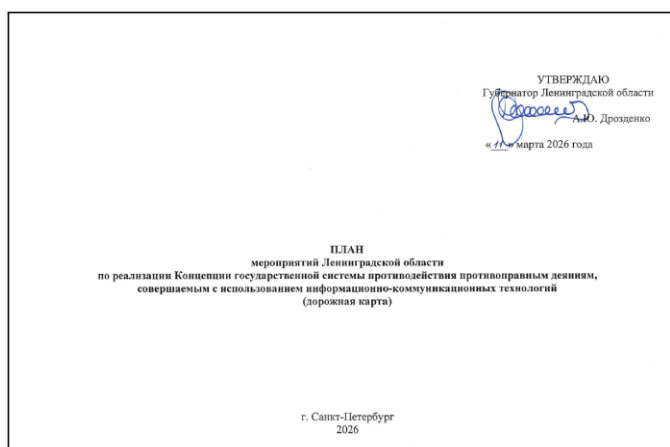 УТВЕРЖДАЮ
Губернатор Ленинградской области
А.Ю. Дрозденко
«11» марта 2026 года
ПЛАН
мероприятий Ленинградской области
по реализации Концепции государственной системы противодействия противоправным деяниям,
совершаемым с использованием информационно-коммуникационных технологий
(дорожная карта)
г. Санкт-Петербург
2026